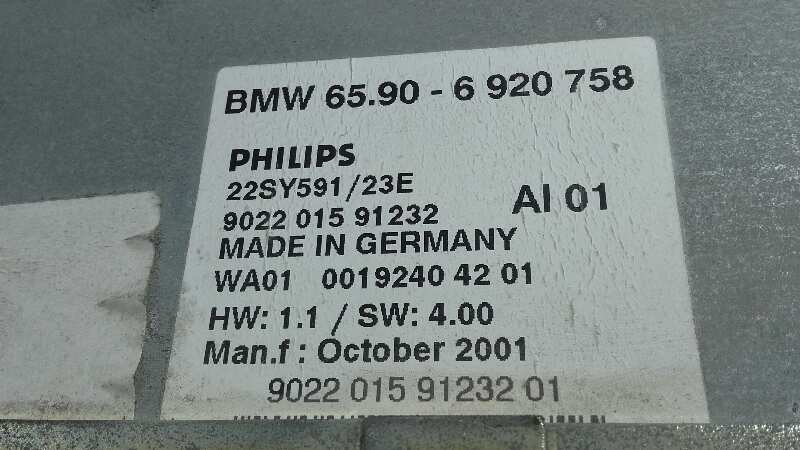 BMW 65.90 - 6 920 758
PHILIPS
22SY591/23E
AI 01
9022 015 91232
MADE IN GERMANY
WA01 0019240 42 01
HW: 1.1 / SW: 4.00
Man.f : October 2001
9022 015 91232 01